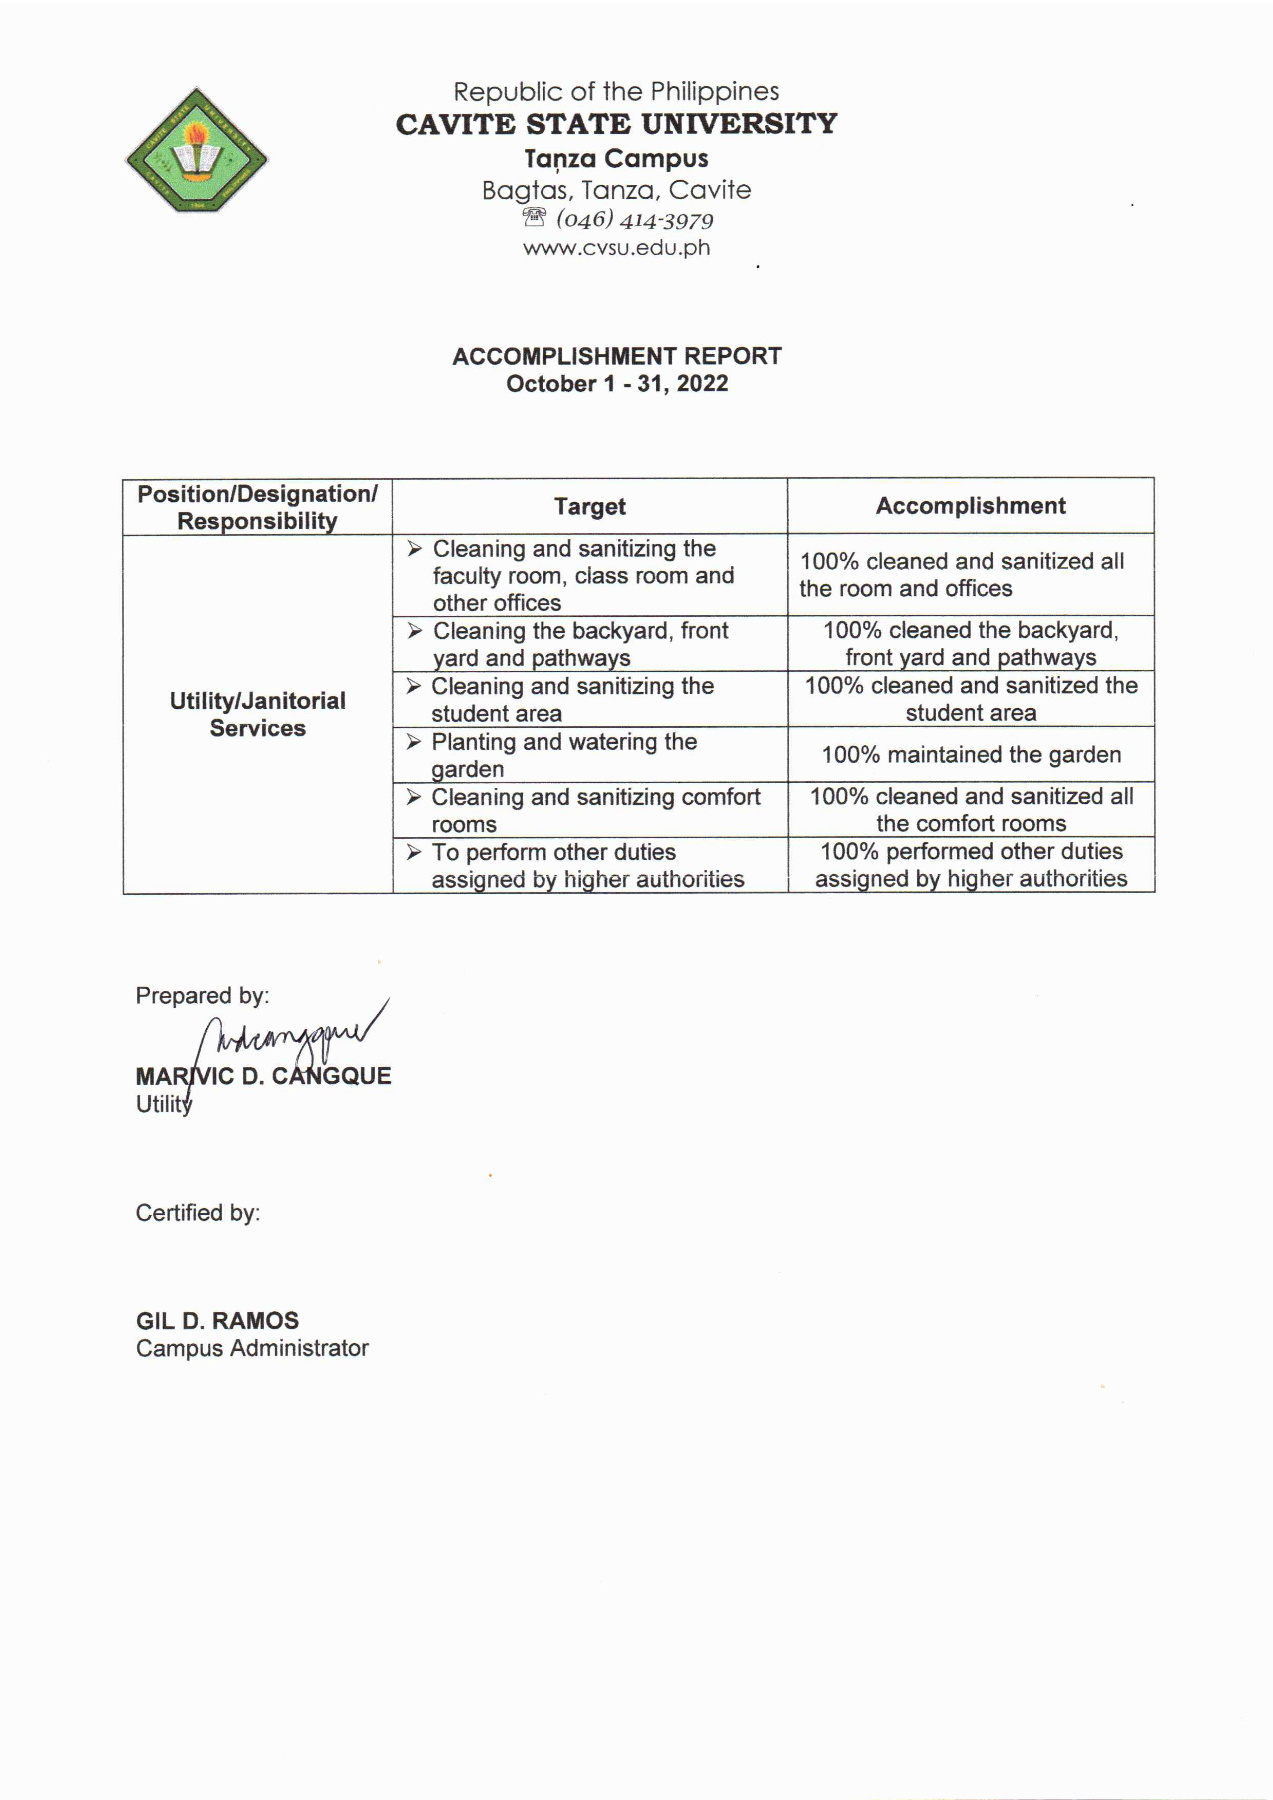 Republic of the Philippines
CAVITE STATE UNIVERSITY
Tanza Campus
Bagtas, Tanza, Cavite
☎ (046) 414-3979
www.cvsu.edu.ph
CAVITE STATE UNIVERSITY
CAVITE
ACCOMPLISHMENT REPORT
October 1 - 31, 2022
Position/Designation/
Responsibility
Target
Accomplishment
Utility/Janitorial
Services
➢ Cleaning and sanitizing the
faculty room, class room and
other offices
100% cleaned and sanitized all
the room and offices
➢ Cleaning the backyard, front
yard and pathways
100% cleaned the backyard,
front yard and pathways
➢ Cleaning and sanitizing the
student area
100% cleaned and sanitized the
student area
➢ Planting and watering the
garden
100% maintained the garden
➢ Cleaning and sanitizing comfort
rooms
100% cleaned and sanitized all
the comfort rooms
➢ To perform other duties
assigned by higher authorities
100% performed other duties
assigned by higher authorities
Prepared by:
MARIVIC D. CANGQUE
Utility
Certified by:
GIL D. RAMOS
Campus Administrator